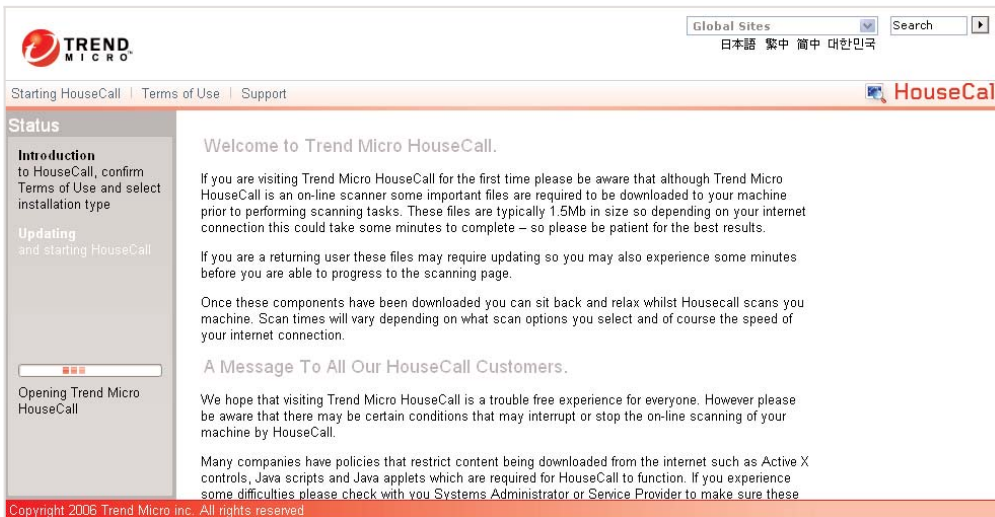 TREND
MICRO
Global Sites
Search
日本語 繁中 简中 대한민국
Starting HouseCall | Terms of Use | Support
HouseCal
Status
Introduction
to HouseCall, confirm
Terms of Use and select
installation type
Updating
and starting HouseCall
Opening Trend Micro
HouseCall
Welcome to Trend Micro HouseCall.
If you are visiting Trend Micro HouseCall for the first time please be aware that although Trend Micro
HouseCall is an on-line scanner some important files are required to be downloaded to your machine
prior to performing scanning tasks. These files are typically 1.5Mb in size so depending on your internet
connection this could take some minutes to complete – so please be patient for the best results.
If you are a returning user these files may require updating so you may also experience some minutes
before you are able to progress to the scanning page.
Once these components have been downloaded you can sit back and relax whilst Housecall scans you
machine. Scan times will vary depending on what scan options you select and of course the speed of
your internet connection.
A Message To All Our HouseCall Customers.
We hope that visiting Trend Micro HouseCall is a trouble free experience for everyone. However please
be aware that there may be certain conditions that may interrupt or stop the on-line scanning of your
machine by HouseCall.
Many companies have policies that restrict content being downloaded from the internet such as Active X
controls, Java scripts and Java applets which are required for HouseCall to function. If you experience
some difficulties please check with you Systems Administrator or Service Provider to make sure these
Copyright 2006 Trend Micro inc. All rights reserved